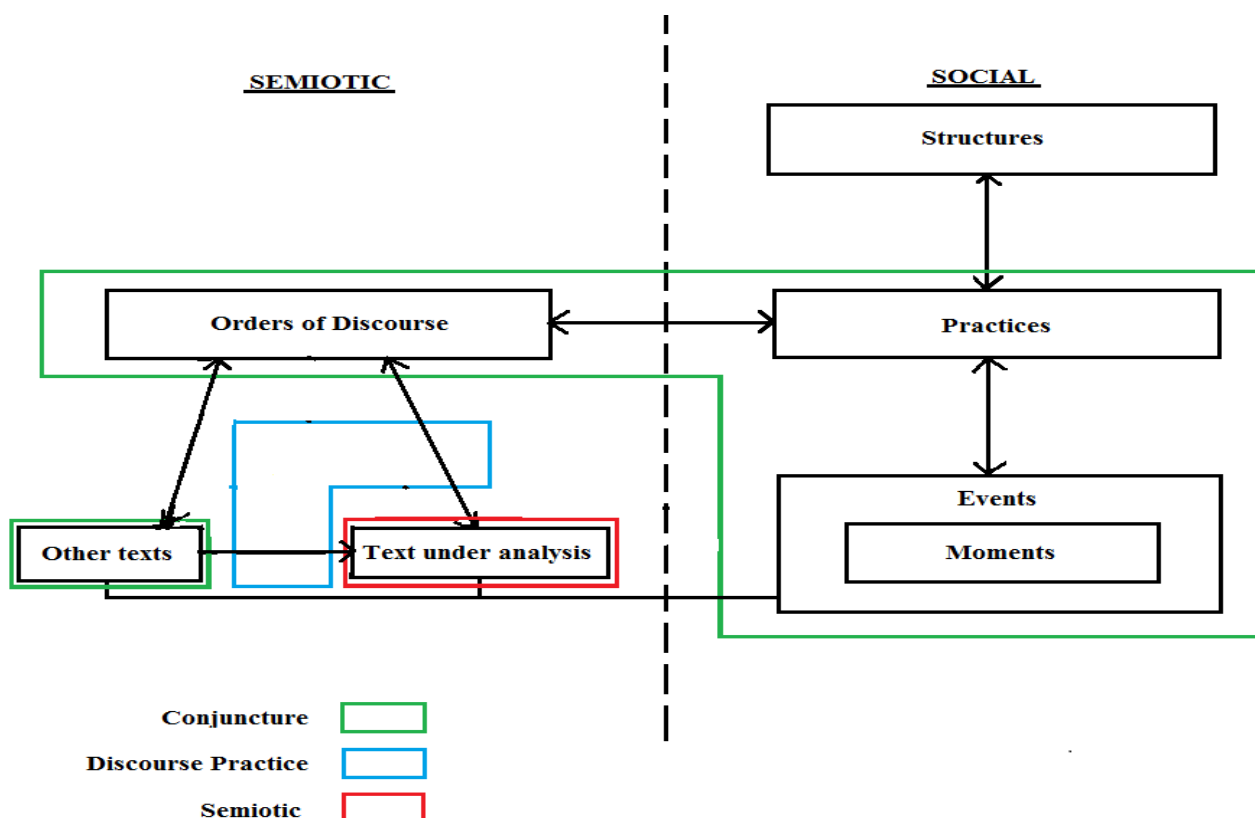 SEMIOTIC
SOCIAL
Structures
Orders of Discourse
Practices
Events
Moments
Other texts
Text under analysis
Conjuncture
Discourse Practice
Semiotic